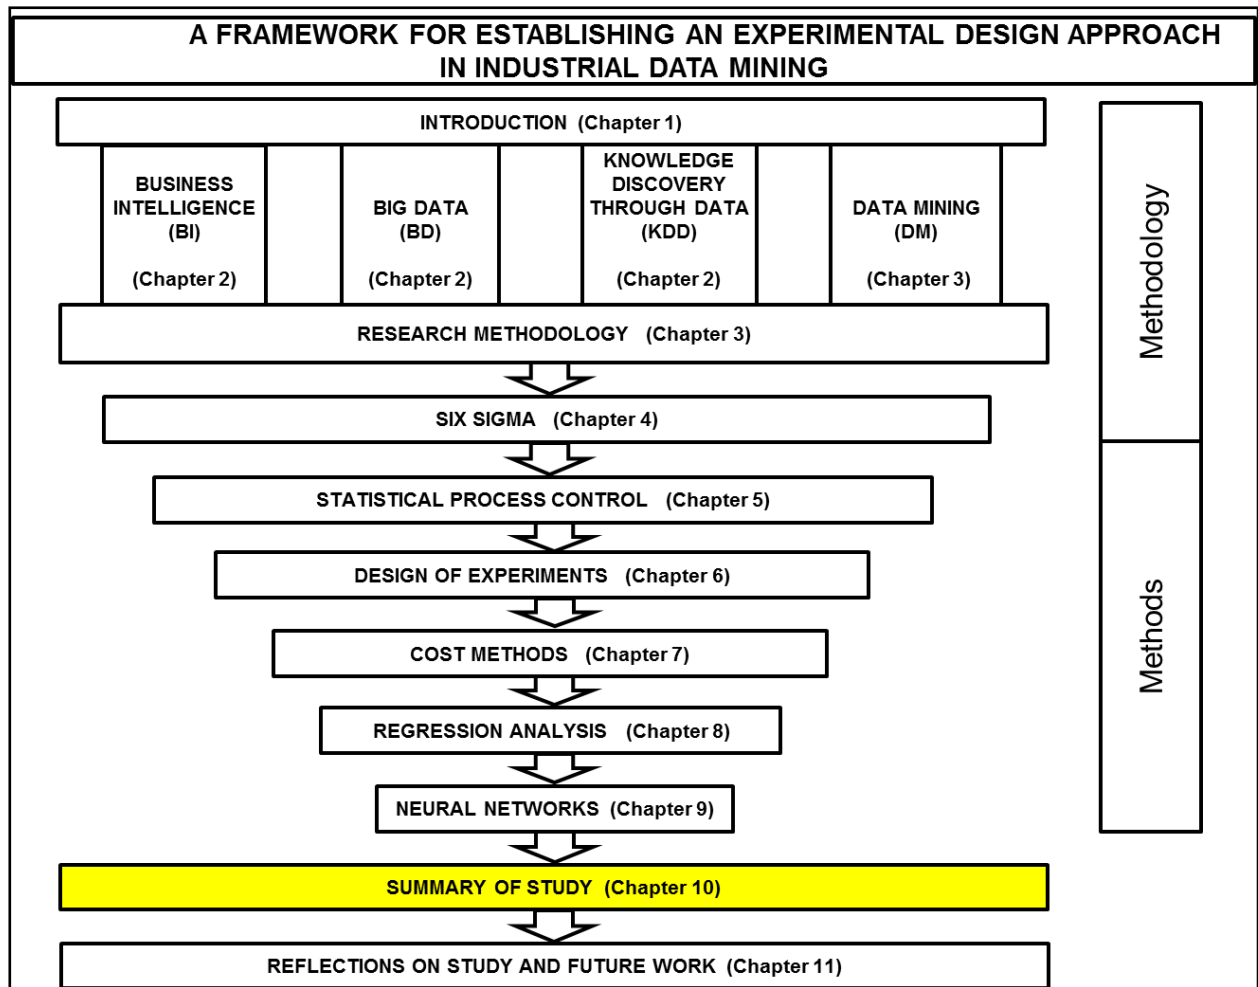 A FRAMEWORK FOR ESTABLISHING AN EXPERIMENTAL DESIGN APPROACH
IN INDUSTRIAL DATA MINING
INTRODUCTION (Chapter 1)
BUSINESS
INTELLIGENCE
(BI)
(Chapter 2)
BIG DATA
(BD)
(Chapter 2)
KNOWLEDGE
DISCOVERY
THROUGH DATA
(KDD)
(Chapter 2)
DATA MINING
(DM)
(Chapter 3)
RESEARCH METHODOLOGY (Chapter 3)
SIX SIGMA (Chapter 4)
STATISTICAL PROCESS CONTROL (Chapter 5)
DESIGN OF EXPERIMENTS (Chapter 6)
COST METHODS (Chapter 7)
REGRESSION ANALYSIS (Chapter 8)
NEURAL NETWORKS (Chapter 9)
SUMMARY OF STUDY (Chapter 10)
REFLECTIONS ON STUDY AND FUTURE WORK (Chapter 11)
Methodology
Methods